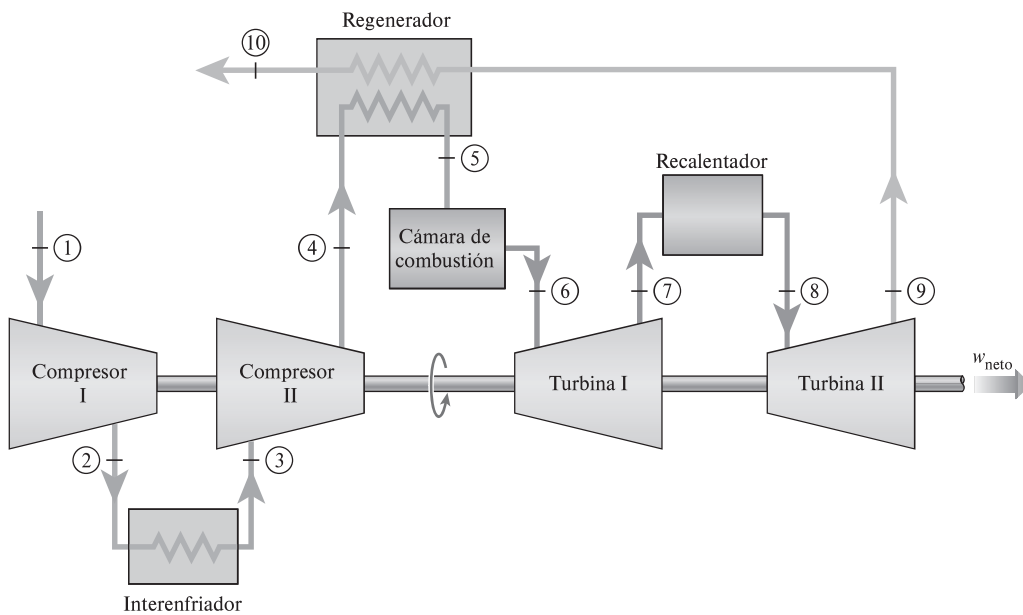 Regenerador
10
5
Recalentador
1
4
Cámara de
combustión
6
7
8
9
Compresor
I
Compresor
II
Turbina I
Turbina II
wneto
2
3
Interenfriador